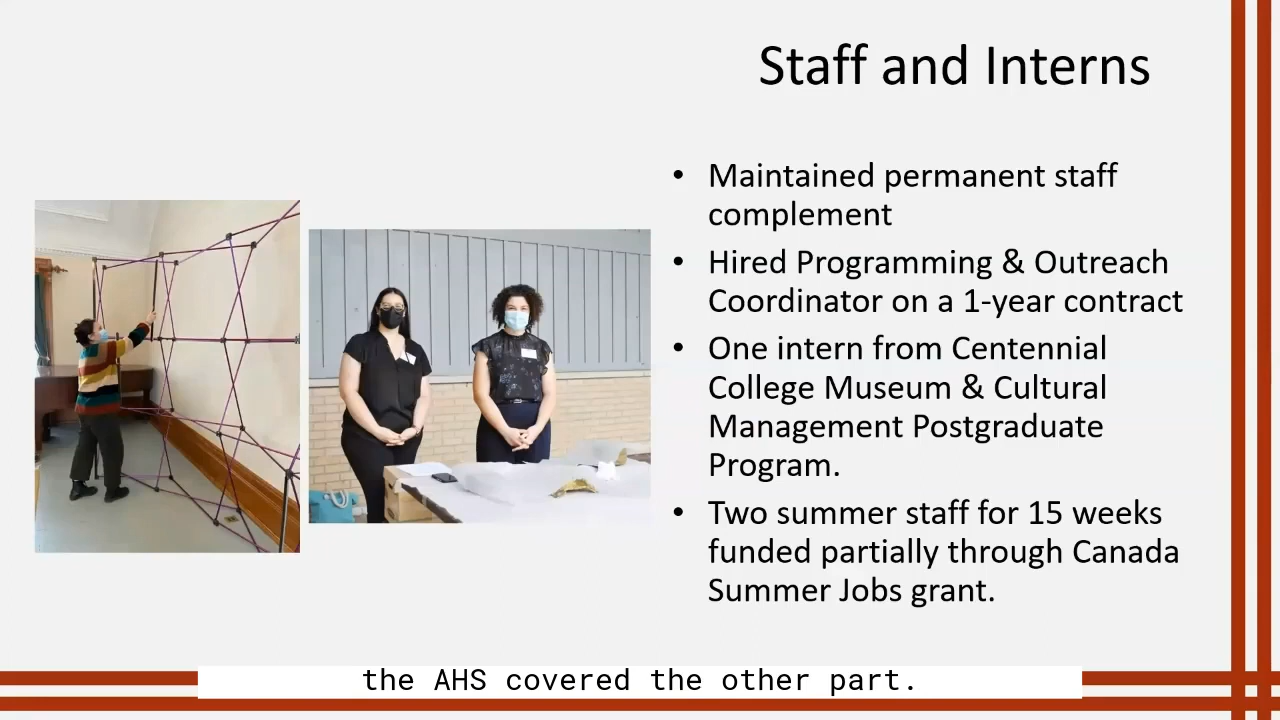 Staff and Interns
• Maintained permanent staff
complement
• Hired Programming & Outreach
Coordinator on a 1-year contract
• One intern from Centennial
College Museum & Cultural
Management Postgraduate
Program.
• Two summer staff for 15 weeks
funded partially through Canada
Summer Jobs grant.
the AHS covered the other part.